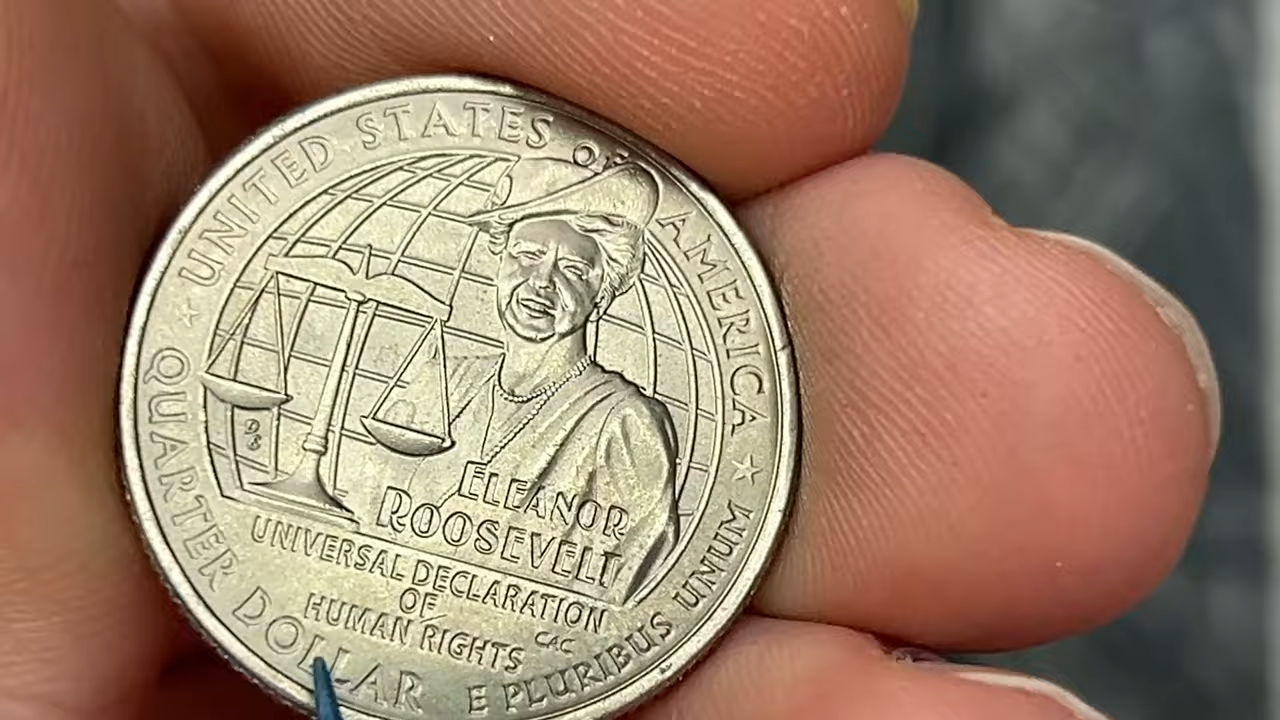 UNITED STATES OF AMERICA
ELEANOR
ROOSEVELT
UNIVERSAL DECLARATION
OF
HUMAN RIGHTS
CAC
QUARTER DOLLAR
E PLURIBUS UNUM